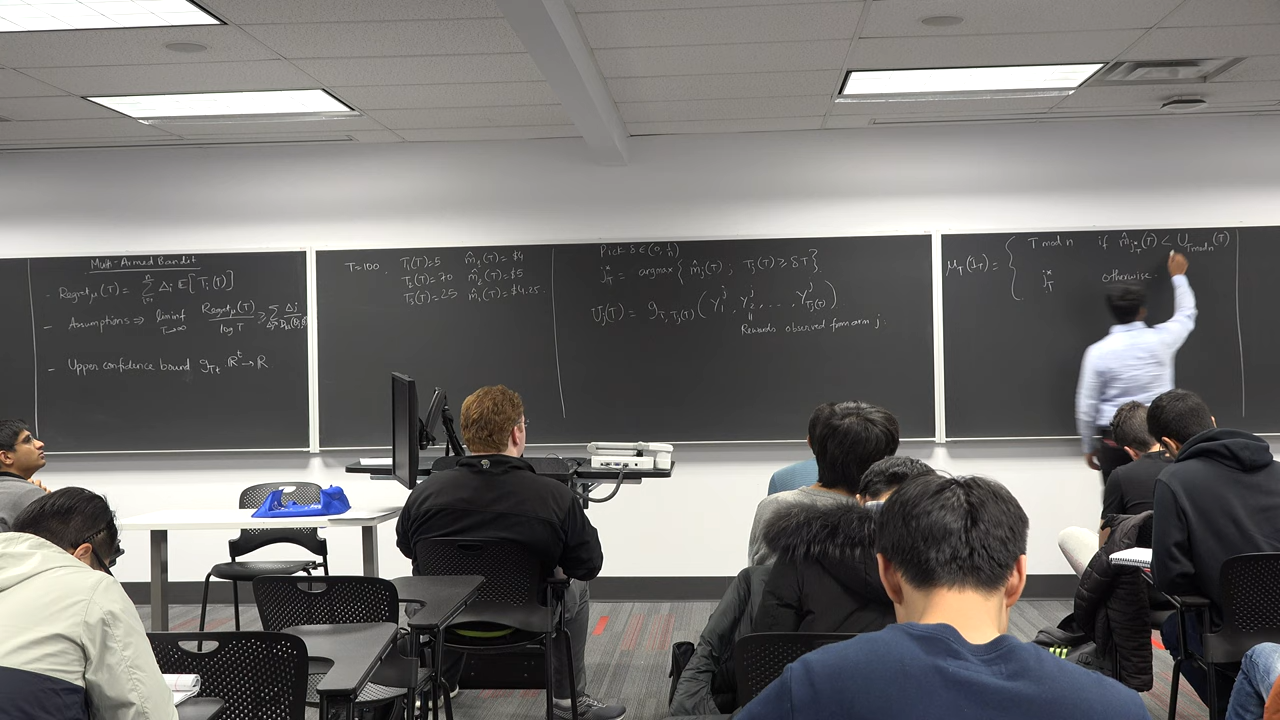 Multi-Armed Bandit
- Regret_μ(T) = Σ_{i=1}^{n} Δ_i E[T_i(T)]
- Assumptions ⇒ liminf_{T→∞} Regret_μ(T) / log T ≥ Σ Δ_j
- Upper confidence bound g_{T,t}: ℝ^t → ℝ
T=100. T_1(T)=5 m̂_1(T)=$4
T_2(T)=70 m̂_2(T)=$5
T_3(T)=25 m̂_3(T)=$4.25.
Pick δ∈(0, 1/n)
j*_T = argmax { m̂_j(T) ; T_j(T) ≥ δT }
U_j(T) = g_{T,T_j(T)} (Y_1^j, Y_2^j, ..., Y^j_{T_j(T)})
Rewards observed from arm j.
μ_T(I_T) = { T mod n if m̂_{j*_T}(T) < U_{T mod n}(T)
j*_T otherwise.